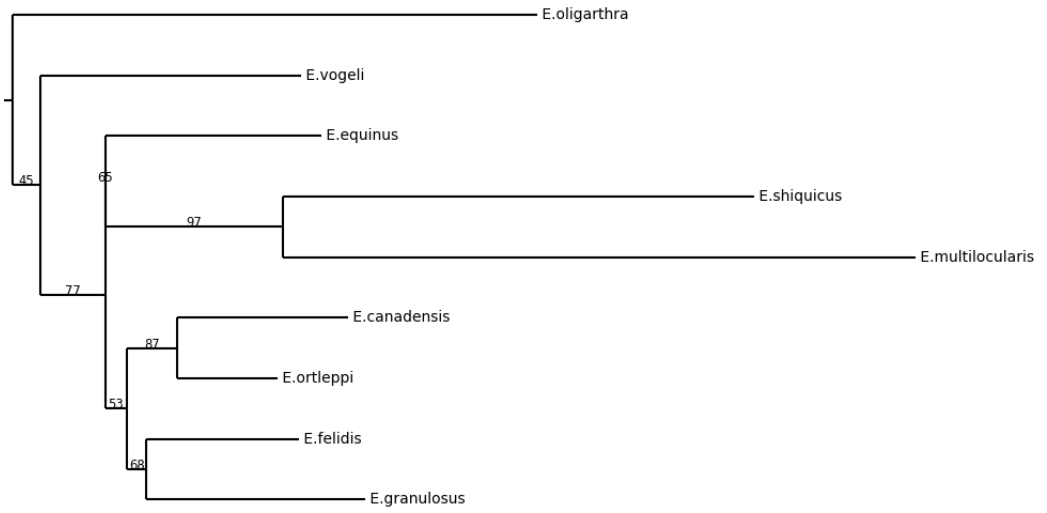 E.oligarthra
E.vogeli
E.equinus
65
45
E.shiquicus
97
E.multilocularis
77
E.canadensis
87
E.ortleppi
53
E.felidis
68
E.granulosus